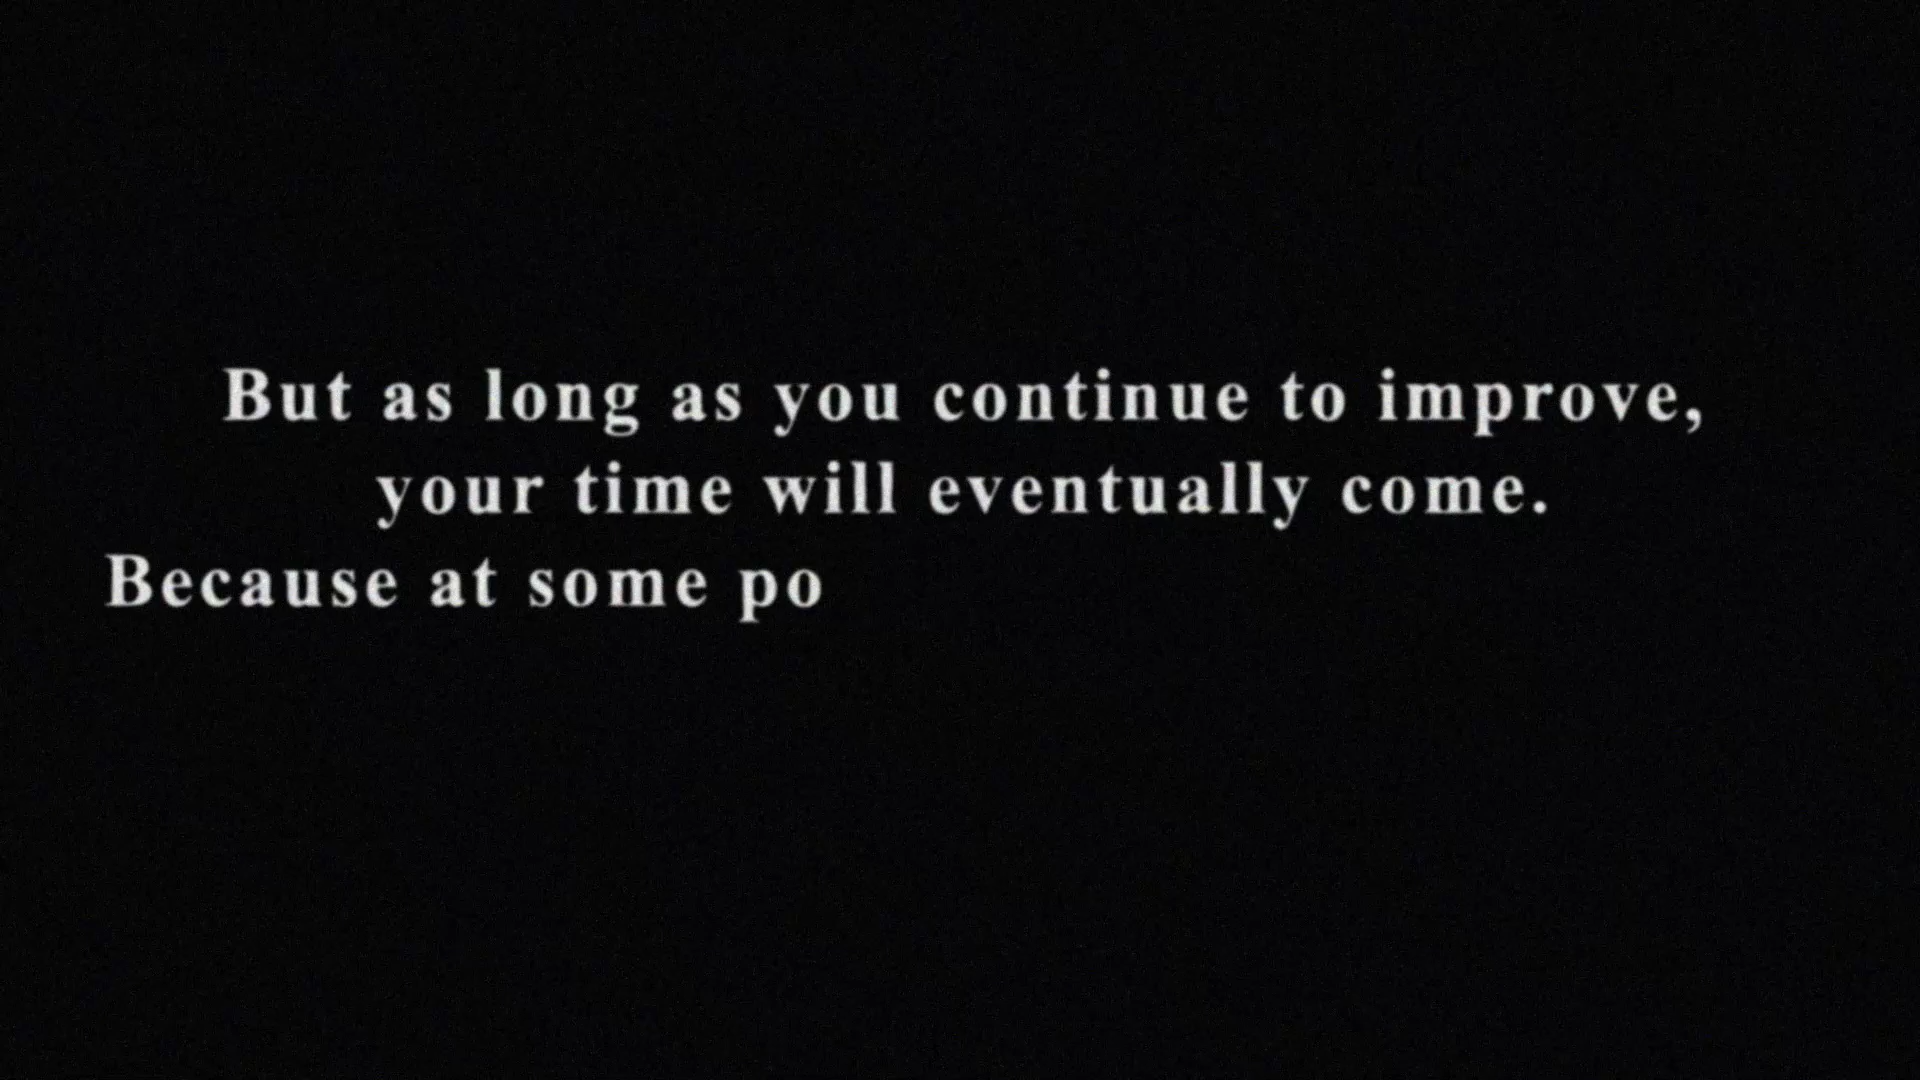 But as long as you continue to improve,
your time will eventually come.
Because at some po